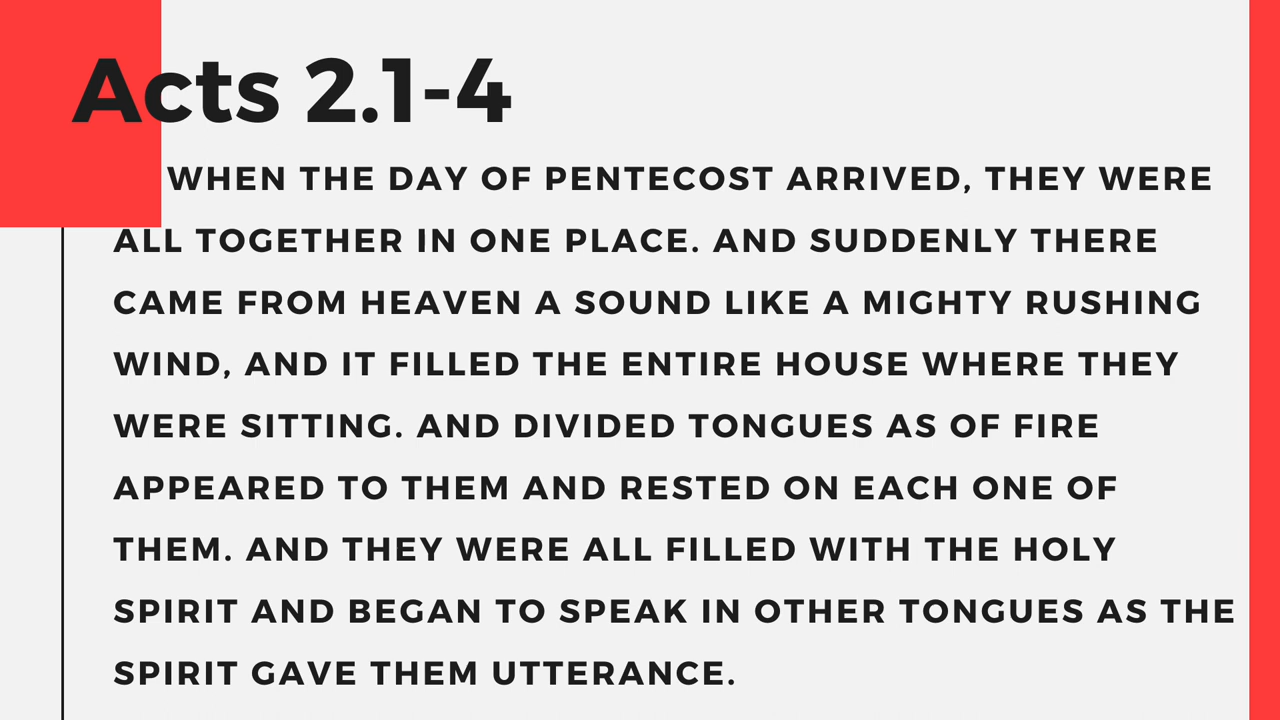 Acts 2.1-4
WHEN THE DAY OF PENTECOST ARRIVED, THEY WERE
ALL TOGETHER IN ONE PLACE. AND SUDDENLY THERE
CAME FROM HEAVEN A SOUND LIKE A MIGHTY RUSHING
WIND, AND IT FILLED THE ENTIRE HOUSE WHERE THEY
WERE SITTING. AND DIVIDED TONGUES AS OF FIRE
APPEARED TO THEM AND RESTED ON EACH ONE OF
THEM. AND THEY WERE ALL FILLED WITH THE HOLY
SPIRIT AND BEGAN TO SPEAK IN OTHER TONGUES AS THE
SPIRIT GAVE THEM UTTERANCE.